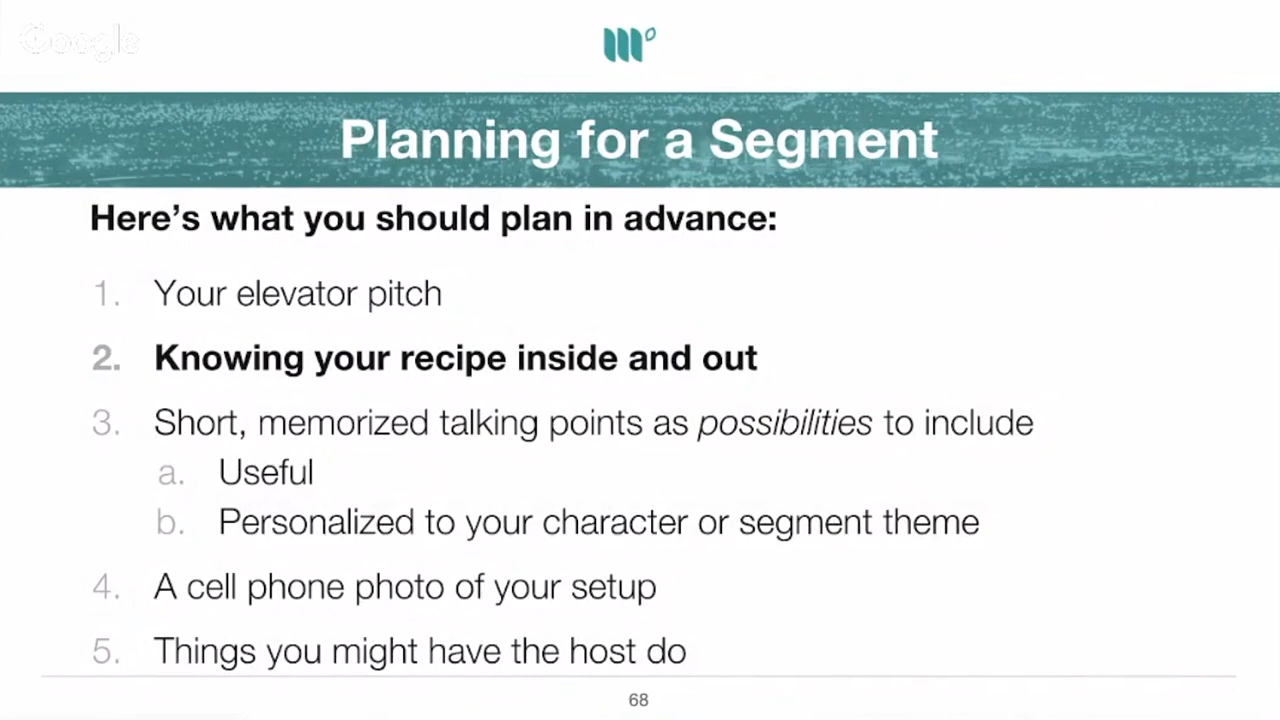 Google
Planning for a Segment
Here's what you should plan in advance:
1. Your elevator pitch
2. Knowing your recipe inside and out
3. Short, memorized talking points as possibilities to include
a. Useful
b. Personalized to your character or segment theme
4. A cell phone photo of your setup
5. Things you might have the host do
68